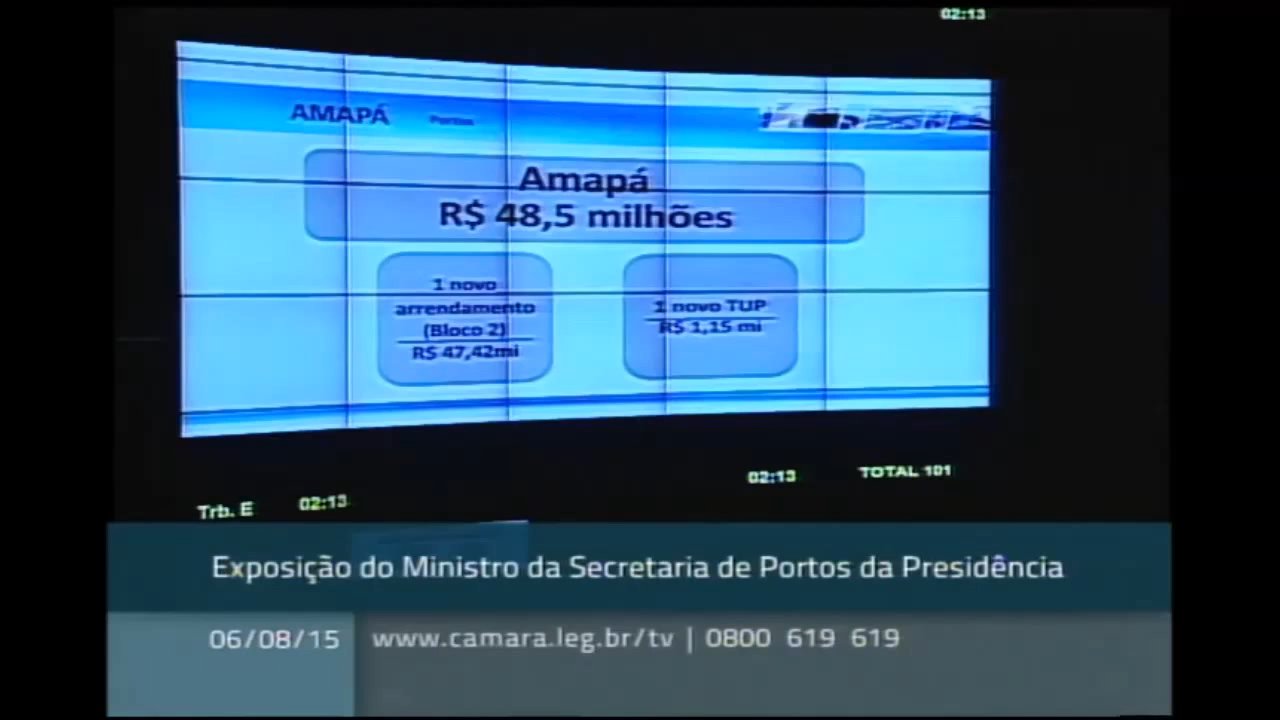 02:13
AMAPÁ Portos
Amapá
R$ 48,5 milhões
1 novo
arrendamento
(Bloco 2)
R$ 47,42mi
1 novo TUP
R$ 1,15 mi
02:13 TOTAL 101
Trb. E 02:13
Exposição do Ministro da Secretaria de Portos da Presidência
06/08/15 www.camara.leg.br/tv | 0800 619 619